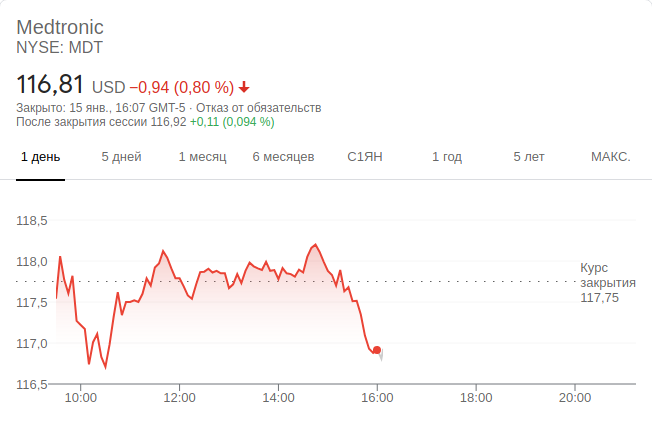 Medtronic
NYSE: MDT
116,81 USD −0,94 (0,80 %)
Закрыто: 15 янв., 16:07 GMT-5 · Отказ от обязательств
После закрытия сессии 116,92 +0,11 (0,094 %)
1 день 5 дней 1 месяц 6 месяцев С1ЯН 1 год 5 лет МАКС.
118,5
118,0
Курс
закрытия
117,75
117,5
117,0
116,5
10:00 12:00 14:00 16:00 18:00 20:00